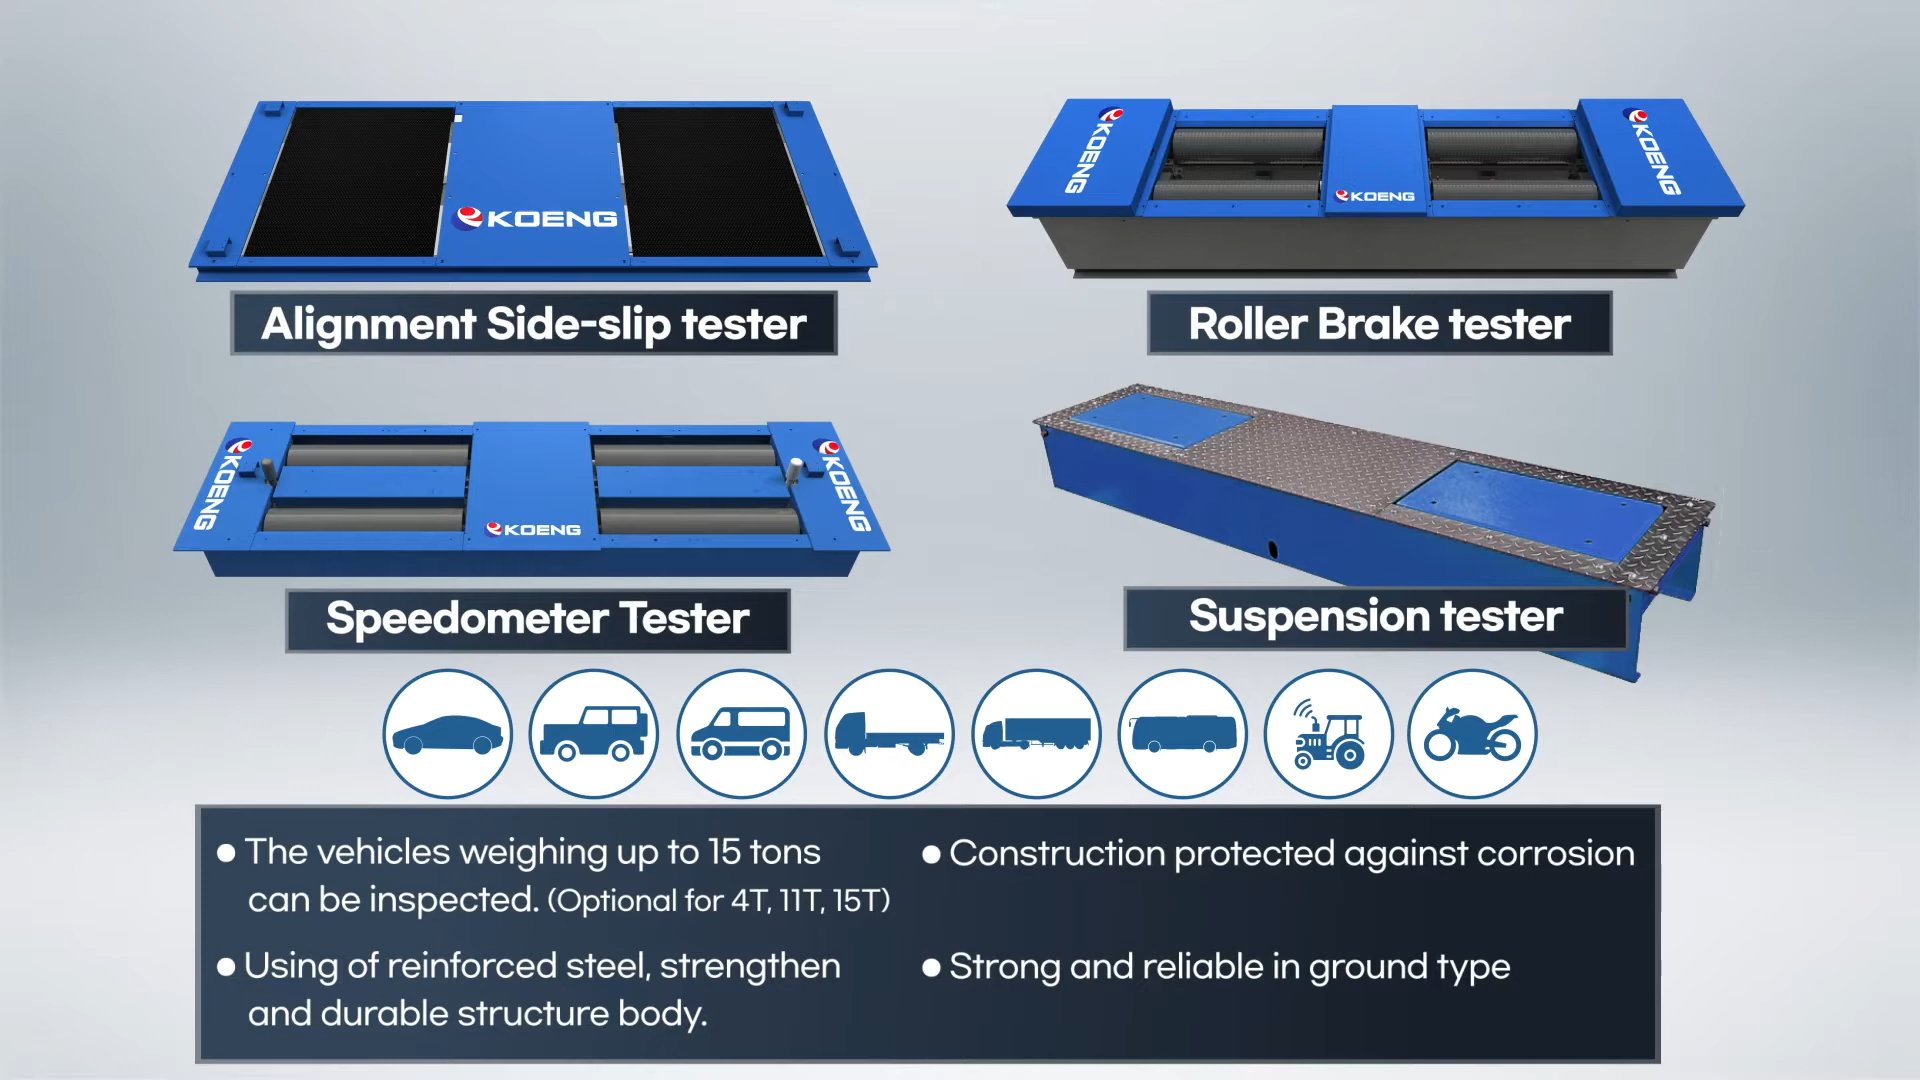 KOENG
Alignment Side-slip tester
KOENG
KOENG
KOENG
Roller Brake tester
KOENG
KOENG
KOENG
Speedometer Tester
Suspension tester
● The vehicles weighing up to 15 tons
can be inspected. (Optional for 4T, 11T, 15T)
● Using of reinforced steel, strengthen
and durable structure body.
● Construction protected against corrosion
● Strong and reliable in ground type